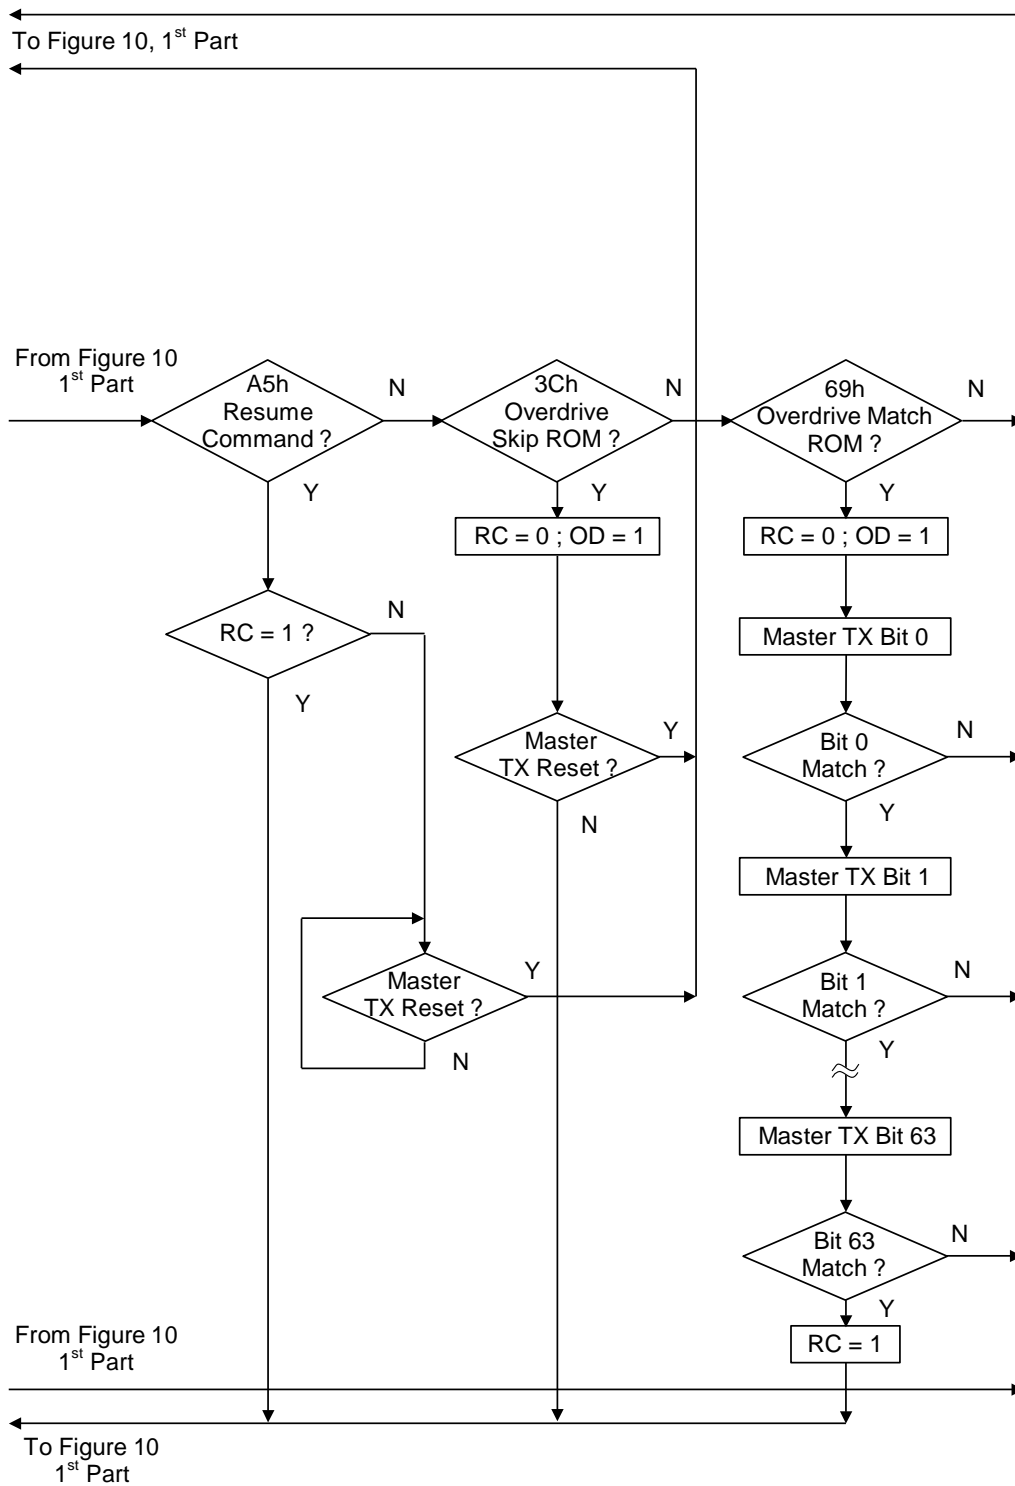 To Figure 10, 1st Part
From Figure 10
1st Part
A5h
Resume
Command ?
N
Y
3Ch
Overdrive
Skip ROM ?
N
Y
69h
Overdrive Match
ROM ?
N
Y
RC = 0 ; OD = 1
RC = 0 ; OD = 1
RC = 1 ?
N
Y
Master TX Bit 0
Master
TX Reset ?
Y
N
Bit 0
Match ?
N
Y
Master TX Bit 1
Master
TX Reset ?
Y
N
Bit 1
Match ?
N
Y
Master TX Bit 63
Bit 63
Match ?
N
Y
RC = 1
From Figure 10
1st Part
To Figure 10
1st Part